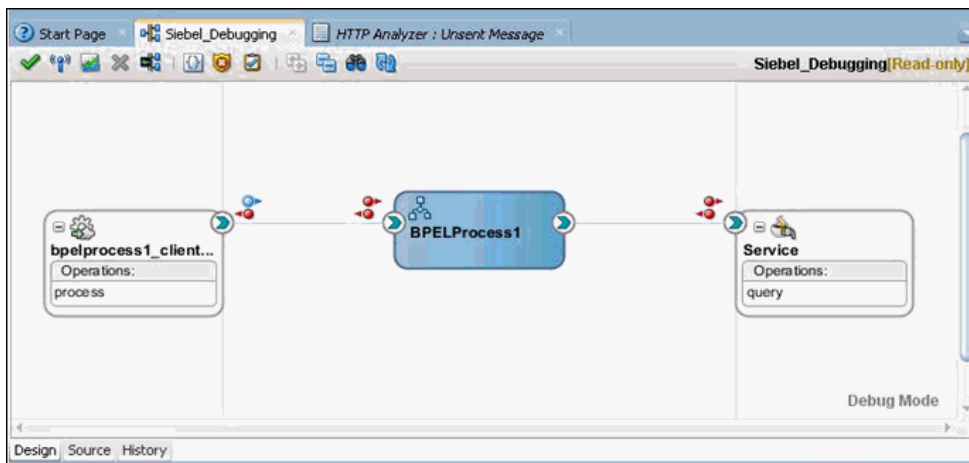 Start Page
Siebel_Debugging
HTTP Analyzer : Unsent Message
Siebel_Debugging[Read-only]
bpelprocess1_client...
Operations:
process
BPELProcess1
Service
Operations:
query
Debug Mode
Design Source History